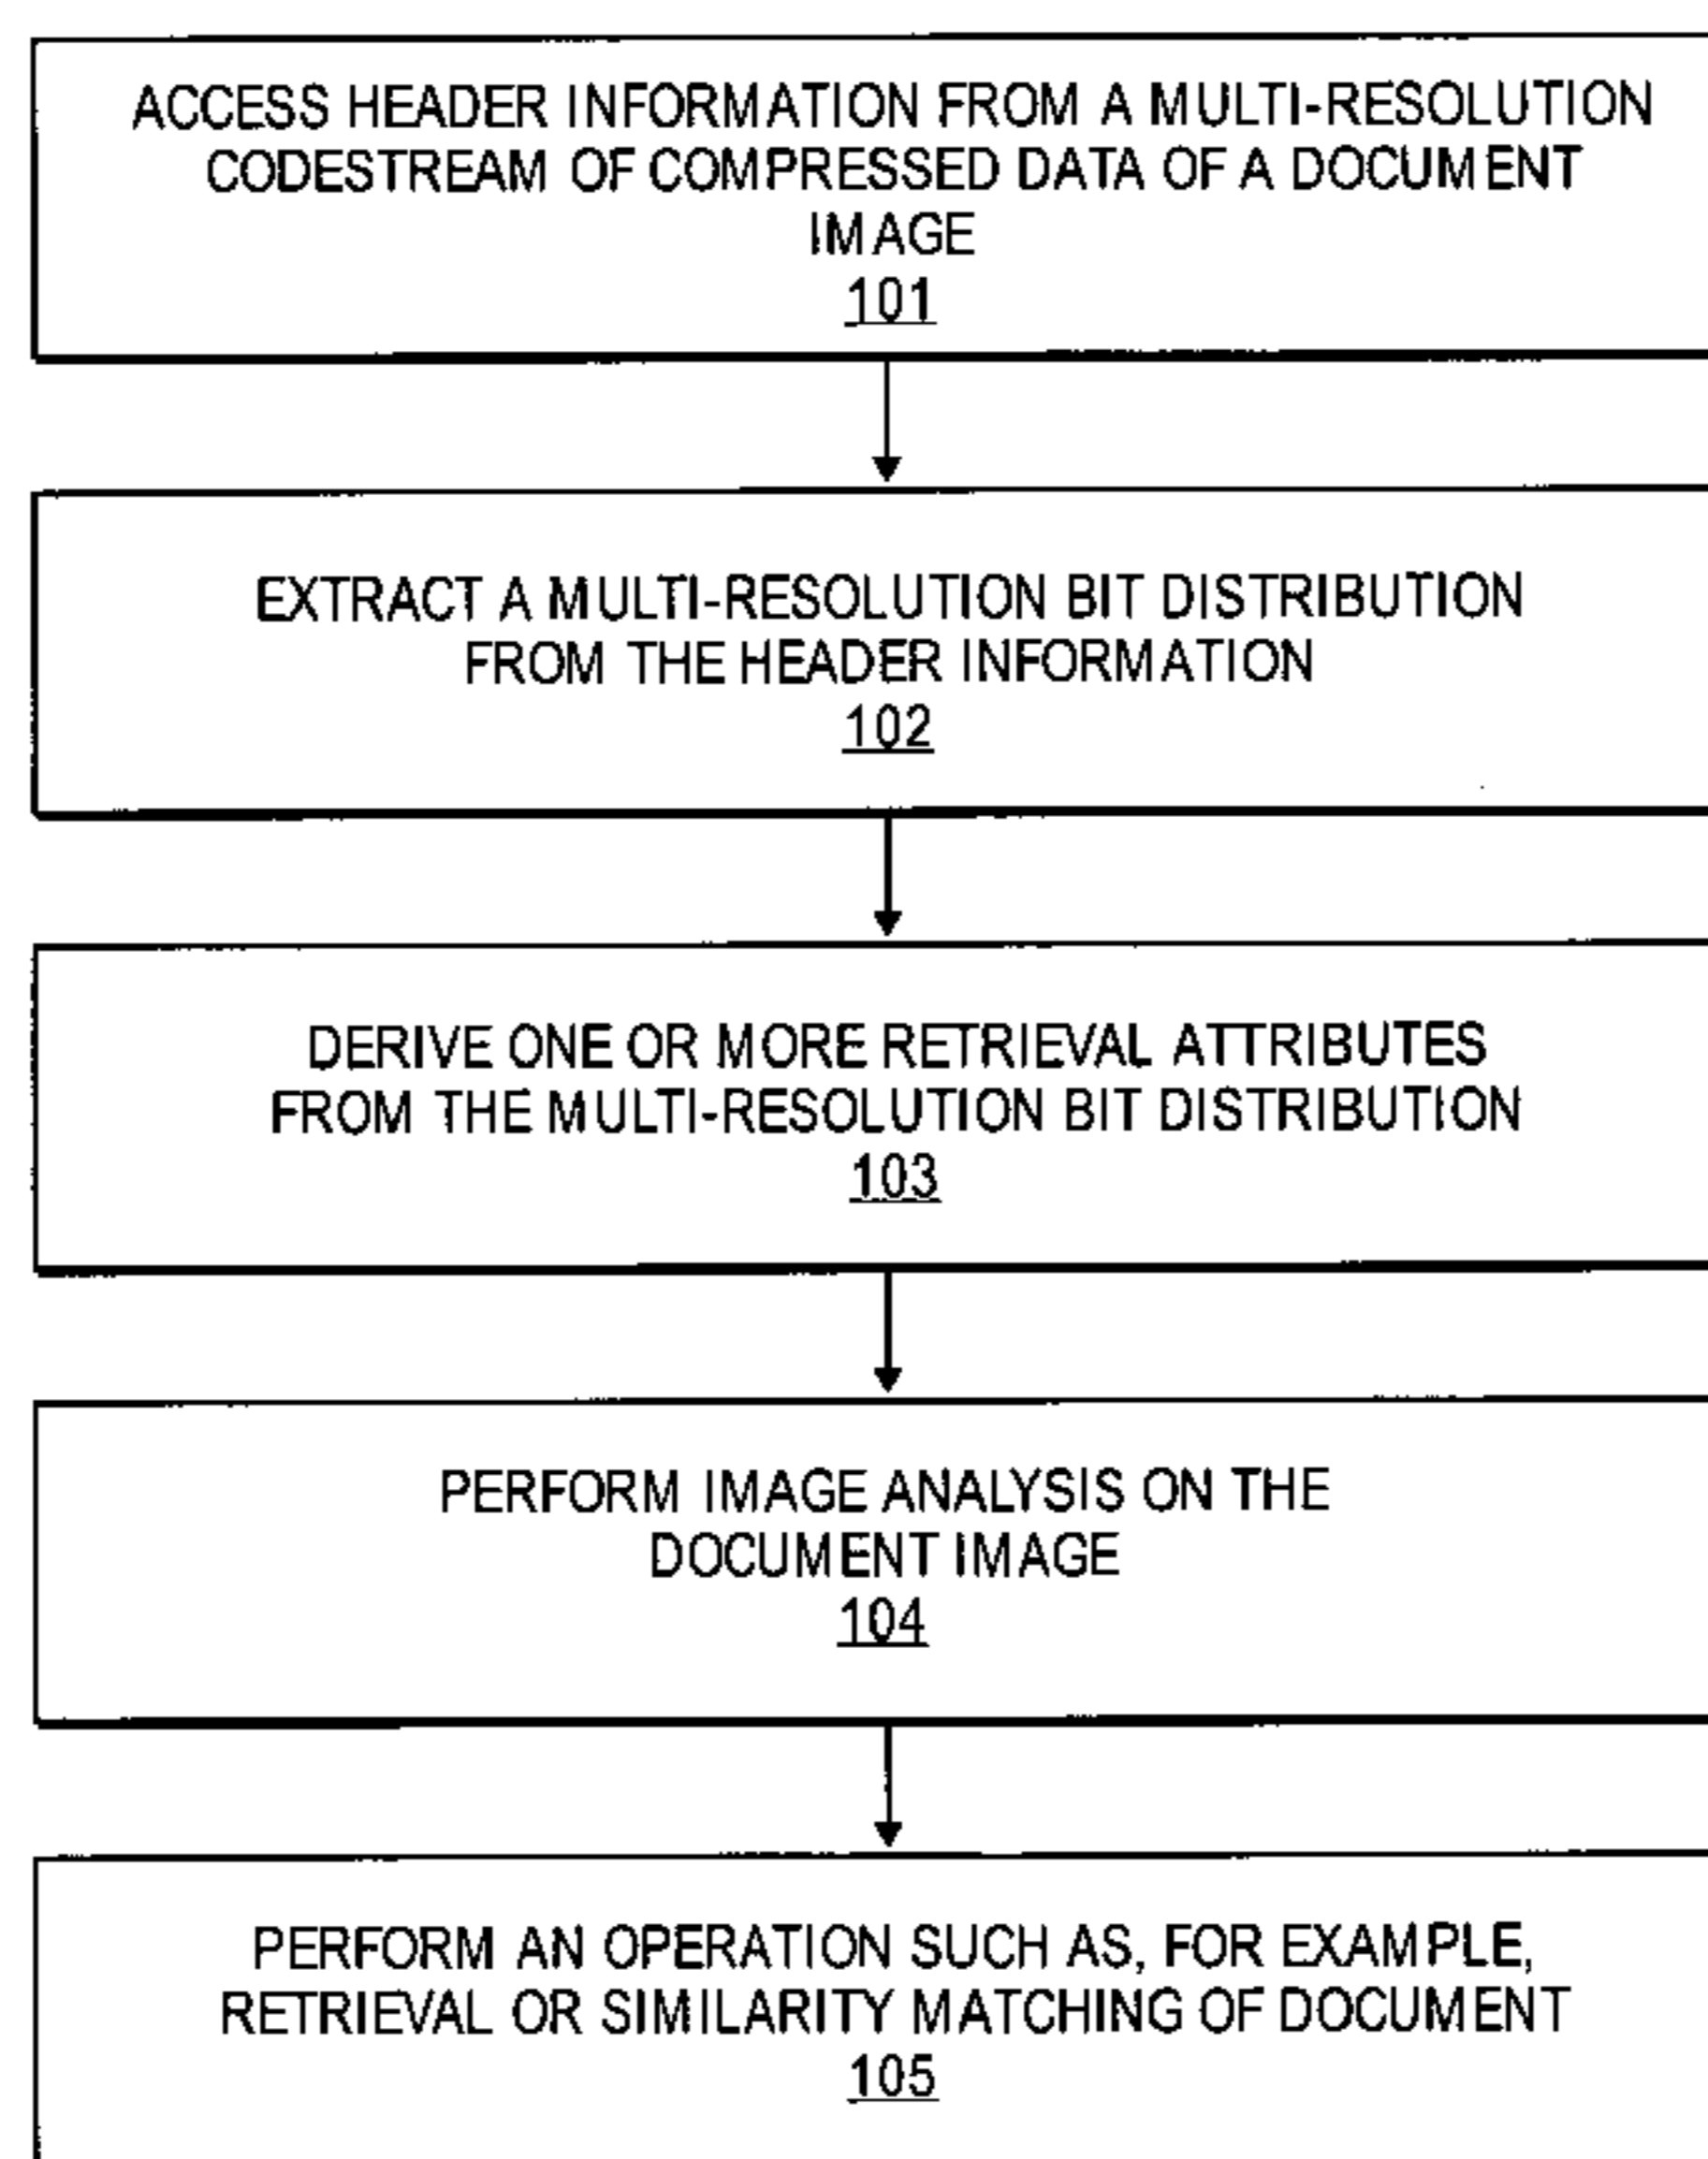 ACCESS HEADER INFORMATION FROM A MULTI-RESOLUTION
CODESTREAM OF COMPRESSED DATA OF A DOCUMENT
IMAGE
101
EXTRACT A MULTI-RESOLUTION BIT DISTRIBUTION
FROM THE HEADER INFORMATION
102
DERIVE ONE OR MORE RETRIEVAL ATTRIBUTES
FROM THE MULTI-RESOLUTION BIT DISTRIBUTION
103
PERFORM IMAGE ANALYSIS ON THE
DOCUMENT IMAGE
104
PERFORM AN OPERATION SUCH AS, FOR EXAMPLE,
RETRIEVAL OR SIMILARITY MATCHING OF DOCUMENT
105